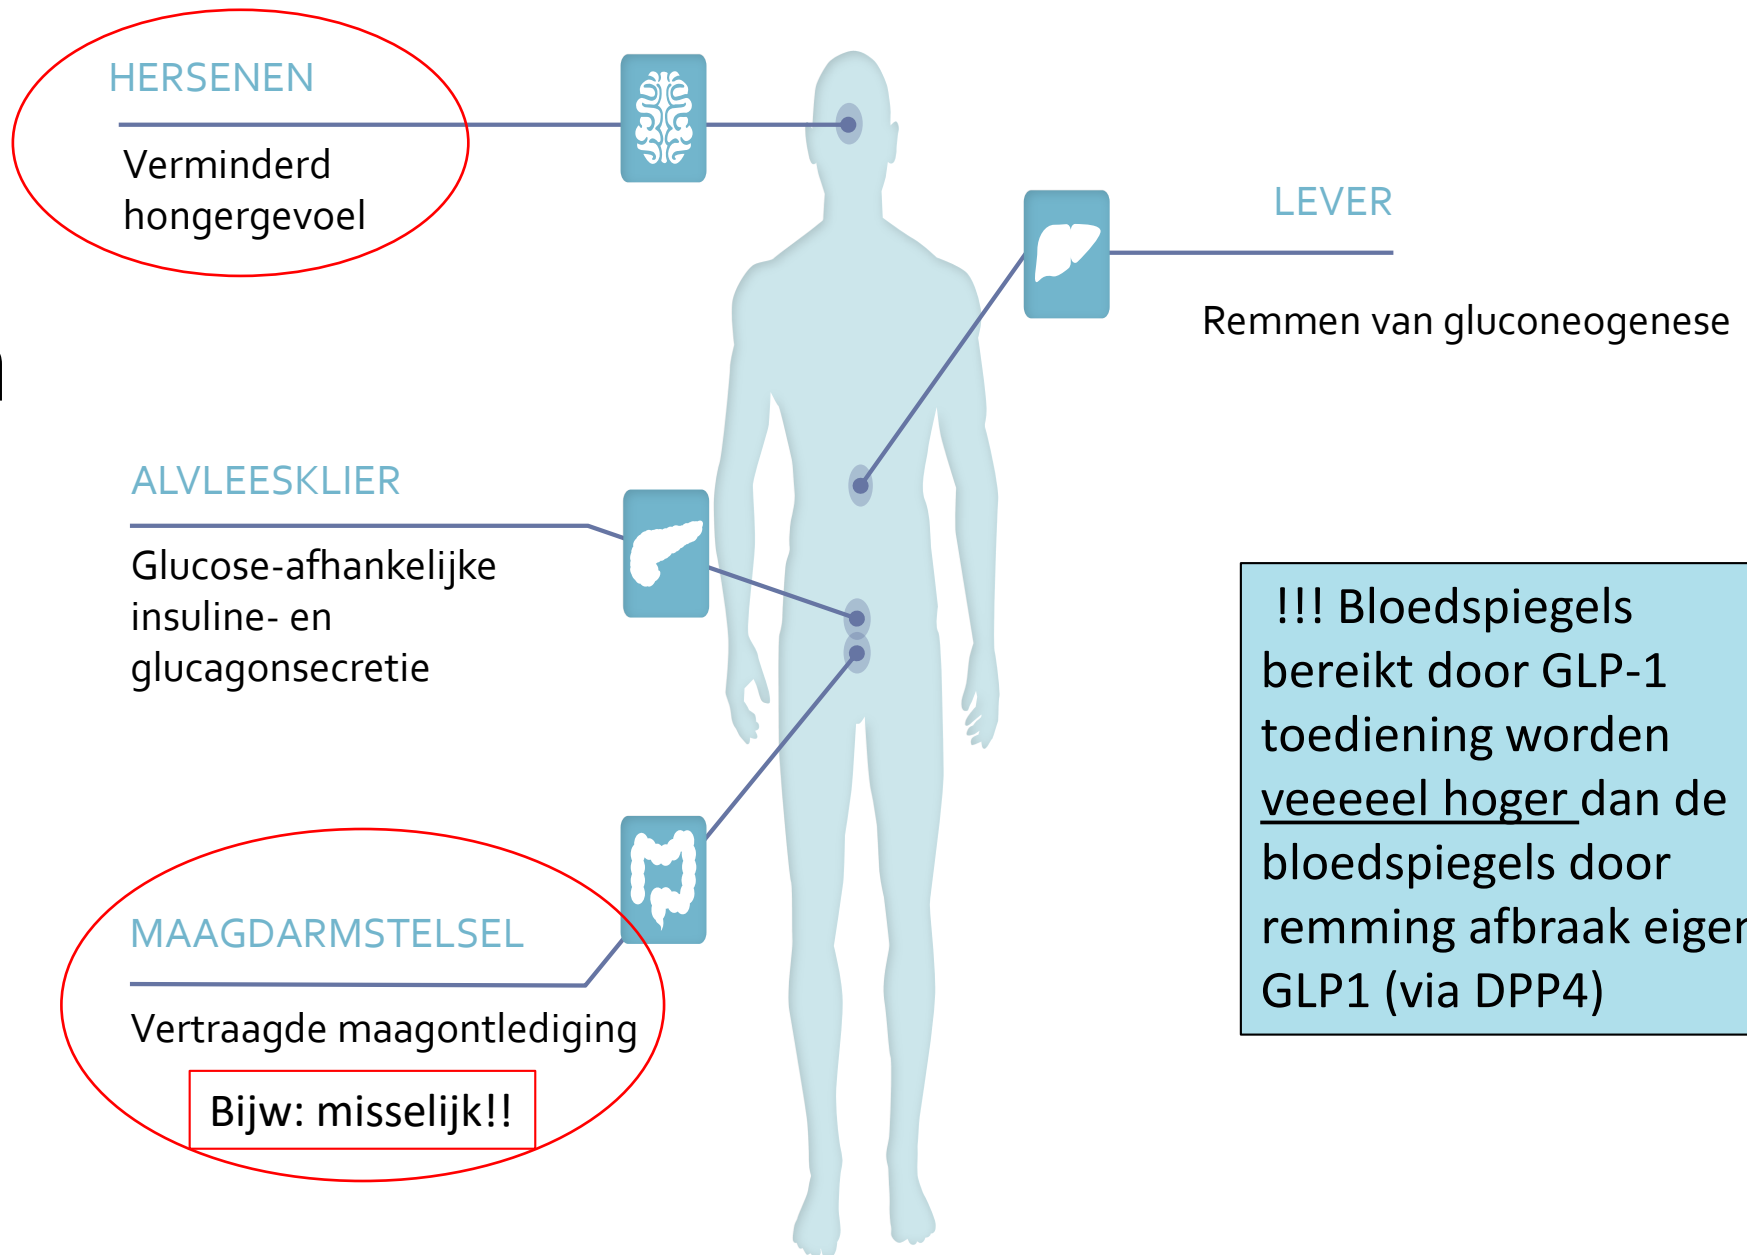 HERSENEN
Verminderd
hongergevoel
LEVER
Remmen van gluconeogenese
ALVLEESKLIER
Glucose-afhankelijke
insuline- en
glucagonsecretie
MAAGDARMSTELSEL
Vertraagde maagontlediging
Bijw: misselijk!!
!!! Bloedspiegels
bereikt door GLP-1
toediening worden
veeeeel hoger dan de
bloedspiegels door
remming afbraak eigen
GLP1 (via DPP4)